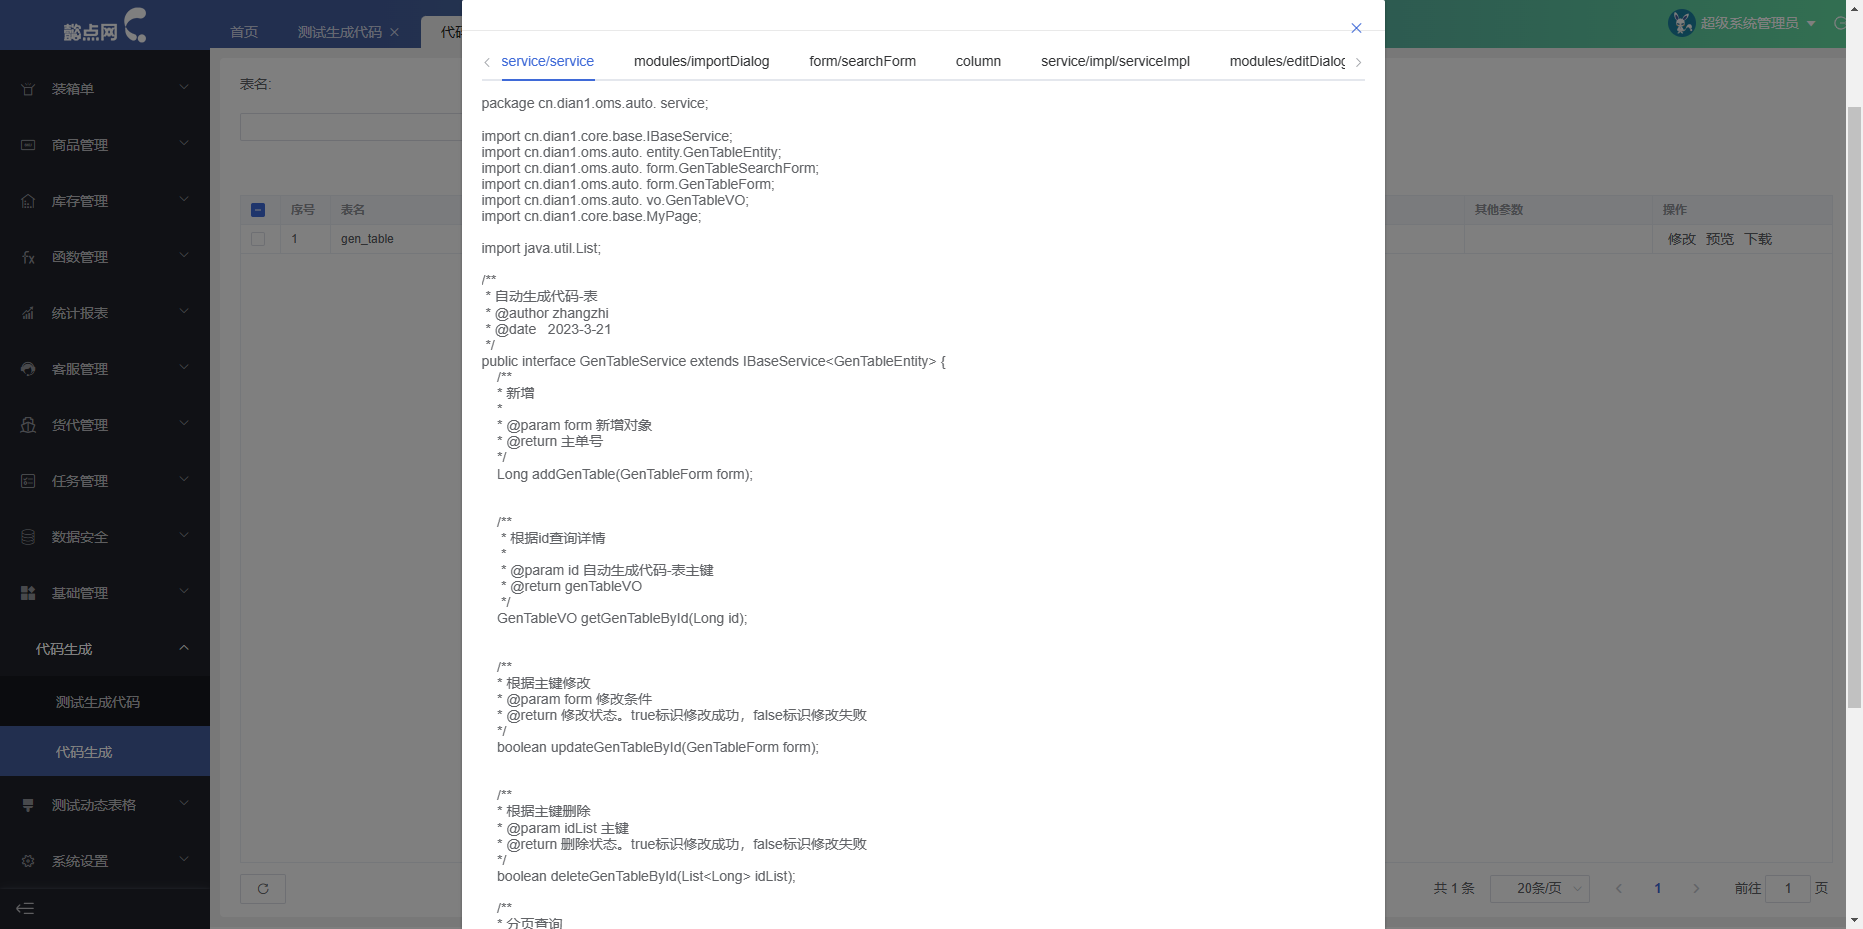 懿点网
首页
测试生成代码
代码
超级系统管理员
装箱单
商品管理
库存管理
函数管理
统计报表
客服管理
货代管理
任务管理
数据安全
基础管理
代码生成
测试生成代码
代码生成
测试动态表格
系统设置
表名:
序号 表名
1 gen_table
其他参数 操作
修改 预览 下载
service/service modules/importDialog form/searchForm column service/impl/serviceImpl modules/editDialog
package cn.dian1.oms.auto. service;
import cn.dian1.core.base.IBaseService;
import cn.dian1.oms.auto. entity.GenTableEntity;
import cn.dian1.oms.auto. form.GenTableSearchForm;
import cn.dian1.oms.auto. form.GenTableForm;
import cn.dian1.oms.auto. vo.GenTableVO;
import cn.dian1.core.base.MyPage;
import java.util.List;
/**
* 自动生成代码-表
* @author zhangzhi
* @date 2023-3-21
*/
public interface GenTableService extends IBaseService<GenTableEntity> {
/**
* 新增
*
* @param form 新增对象
* @return 主单号
*/
Long addGenTable(GenTableForm form);
/**
* 根据id查询详情
*
* @param id 自动生成代码-表主键
* @return genTableVO
*/
GenTableVO getGenTableById(Long id);
/**
* 根据主键修改
* @param form 修改条件
* @return 修改状态。true标识修改成功，false标识修改失败
*/
boolean updateGenTableById(GenTableForm form);
/**
* 根据主键删除
* @param idList 主键
* @return 删除状态。true标识修改成功，false标识修改失败
*/
boolean deleteGenTableById(List<Long> idList);
/**
* 分页查询
共 1 条 20条/页 1 前往 1 页